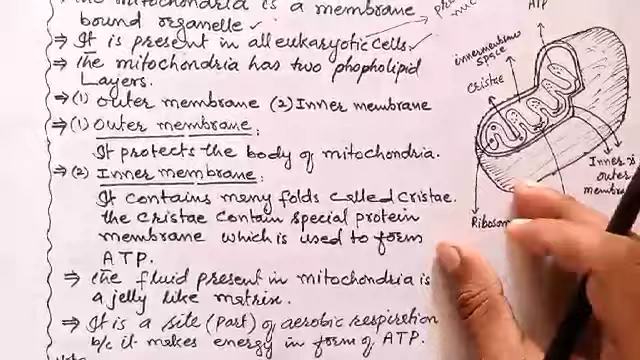 the mitochondria is a membrane
bound organelle
⇒ It is present in all eukaryotic cells
⇒ the mitochondria has two phopholipid
Layers.
⇒ (1) outer membrane (2) Inner membrane
⇒ (1) Outer membrane:
It protects the body of mitochondria.
⇒ (2) Inner membrane:
It contains many folds called cristae.
the cristae contain special protein
membrane which is used to form
ATP.
⇒ the fluid present in mitochondria is
a jelly like matrix.
⇒ It is a site (part) of aerobic respiration
b/c it makes energy in form of ATP.
ATP
intermembrane
space
cristae
Inner &
outer